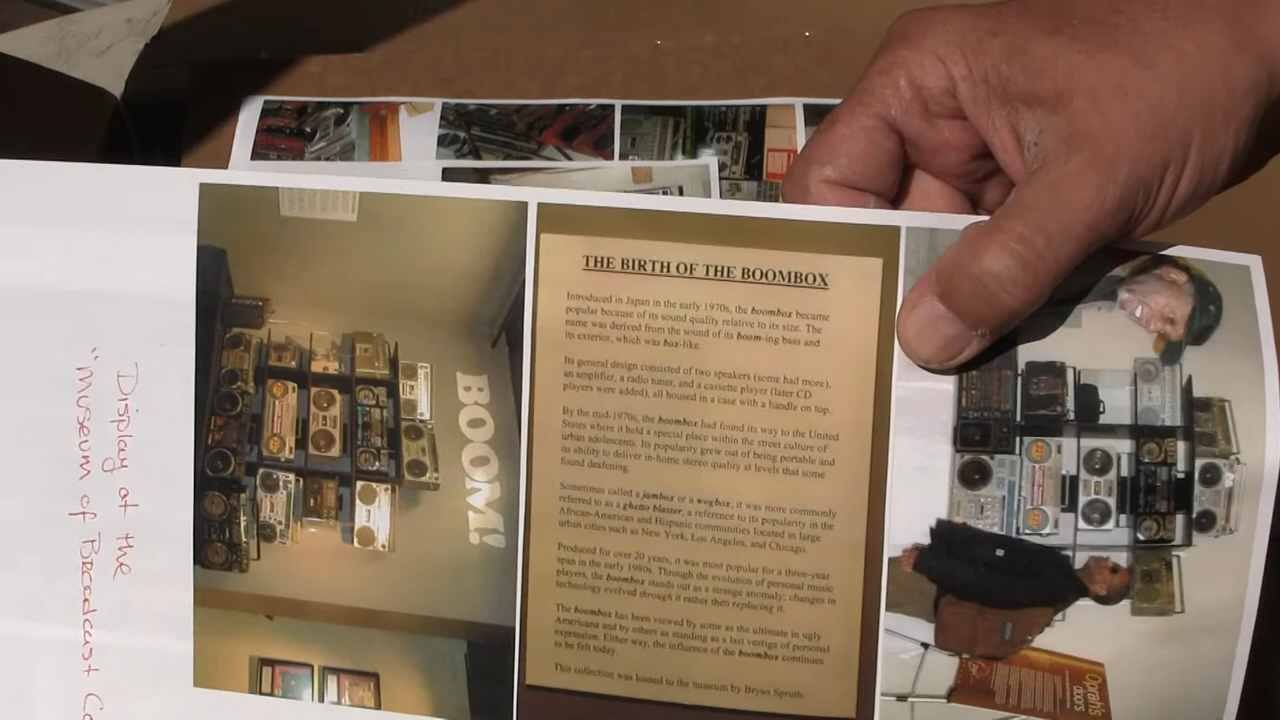 THE BIRTH OF THE BOOMBOX
Introduced in Japan in the early 1970s, the boombox became
popular because of its sound quality relative to its size. The
name was derived from the sound of its boom-ing bass and
its exterior, which was box-like.
Its general design consisted of two speakers (some had more),
an amplifier, a radio tuner, and a cassette player (later CD
players were added), all housed in a case with a handle on top.
By the mid-1970s, the boombox had found its way to the United
States where it held a special place within the street culture of
urban adolescents. Its popularity grew out of being portable and
its ability to deliver in-home stereo quality at levels that some
found deafening.
Sometimes called a jambox or a wogbox, it was more commonly
referred to as a ghetto blaster, a reference to its popularity in the
African-American and Hispanic communities located in large
urban cities such as New York, Los Angeles, and Chicago.
Produced for over 20 years, it was most popular for a three-year
span in the early 1980s. Through the evolution of personal music
players, the boombox stands out as a strange anomaly; changes in
technology evolved through it rather then replacing it.
The boombox has been viewed by some as the ultimate in ugly
Americana and by others as standing as a last vestige of personal
expression. Either way, the influence of the boombox continues
to be felt today.
This collection was loaned to the museum by Bryan Spruth.
BOOM!
Display at the
"Museum of Broadcast Co
Oprah's
doors